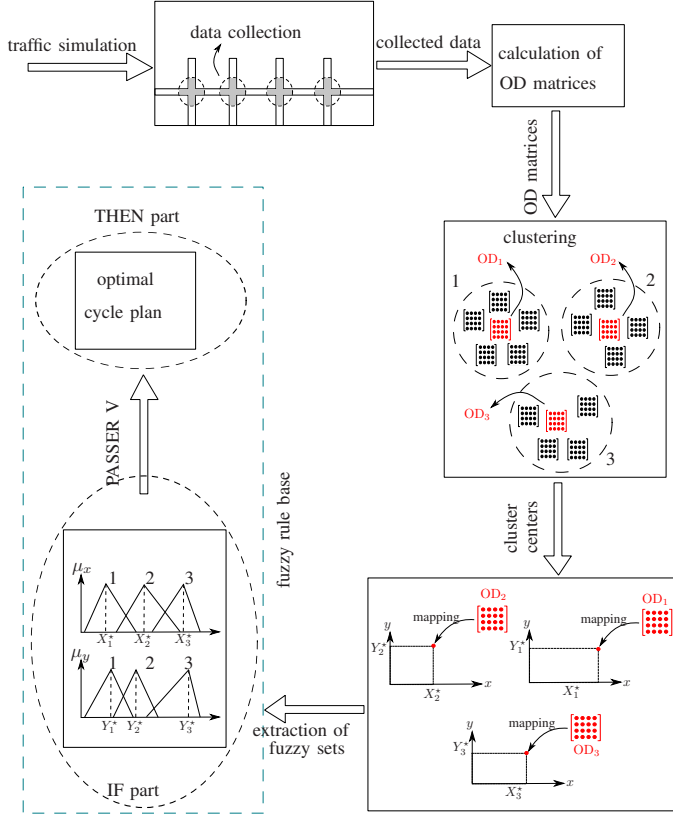 traffic simulation
data collection
collected data
calculation of
OD matrices
OD matrices
clustering
OD₁
OD₂
1
2
OD₃
3
cluster
centers
OD₂
mapping
y
Y₂*
X₂*
x
OD₁
mapping
y
Y₁*
X₁*
x
mapping
OD₃
y
Y₃*
X₃*
x
extraction of
fuzzy sets
fuzzy rule base
THEN part
optimal
cycle plan
PASSER V
μₓ
1 2 3
X₁* X₂* X₃*
μ_y
1 2 3
Y₁* Y₂* Y₃*
IF part